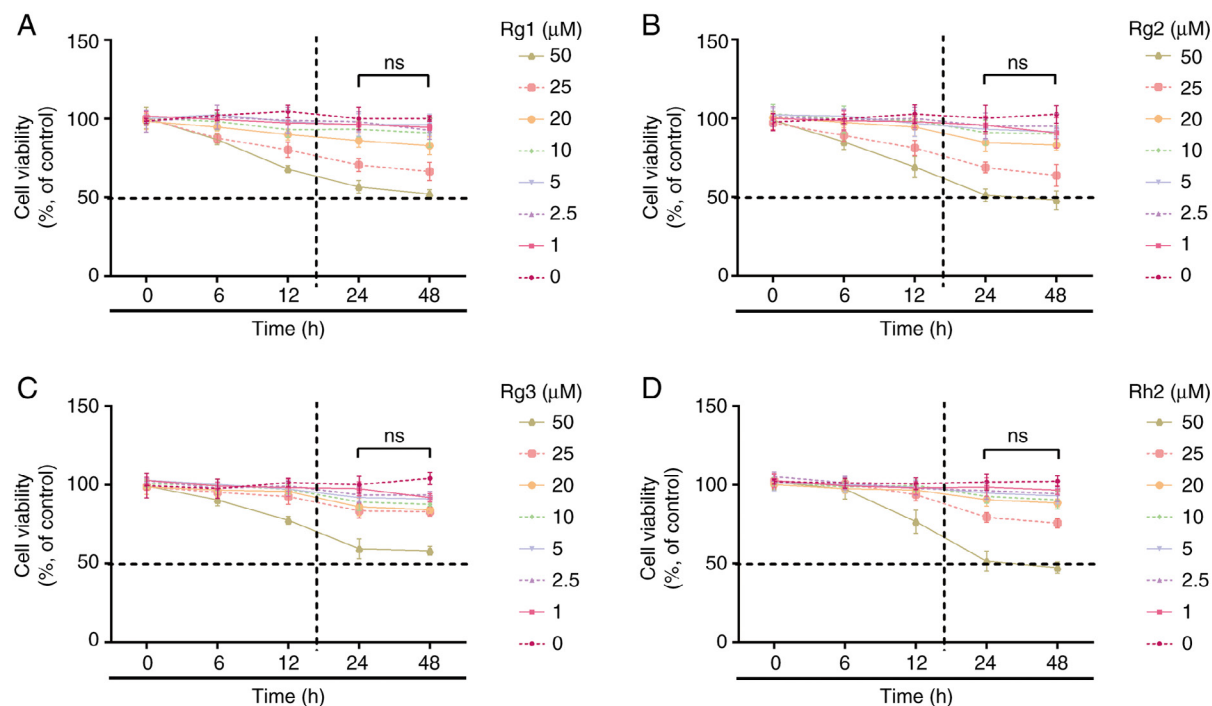 A
Cell viability
(%, of control)
150
100
50
0
ns
0 6 12 24 48
Time (h)
Rg1 (μM)
50
25
20
10
5
2.5
1
0
B
Cell viability
(%, of control)
150
100
50
0
ns
0 6 12 24 48
Time (h)
Rg2 (μM)
50
25
20
10
5
2.5
1
0
C
Cell viability
(%, of control)
150
100
50
0
ns
0 6 12 24 48
Time (h)
Rg3 (μM)
50
25
20
10
5
2.5
1
0
D
Cell viability
(%, of control)
150
100
50
0
ns
0 6 12 24 48
Time (h)
Rh2 (μM)
50
25
20
10
5
2.5
1
0